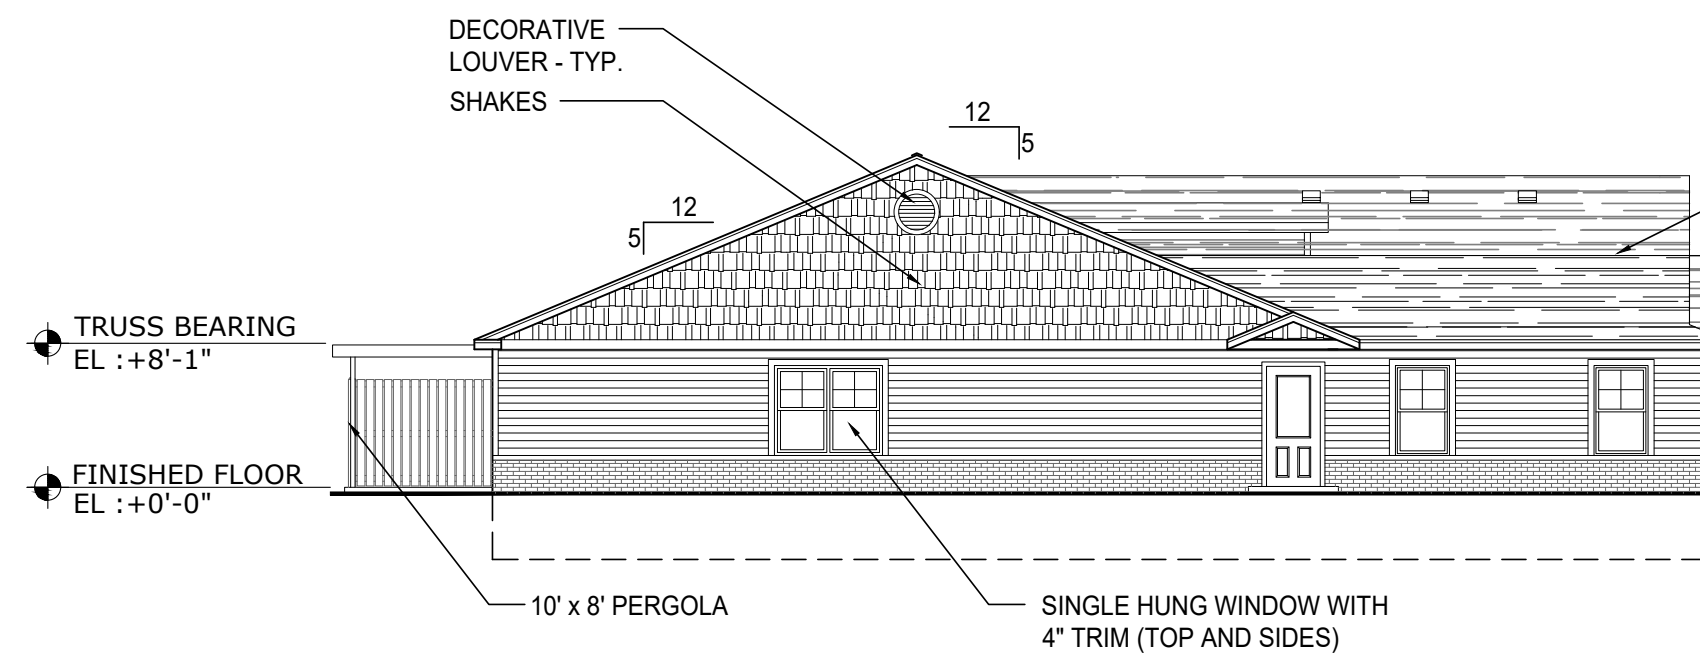 DECORATIVE
LOUVER - TYP.
SHAKES
12
5
12
5
TRUSS BEARING
EL :+8'-1"
FINISHED FLOOR
EL :+0'-0"
10' x 8' PERGOLA
SINGLE HUNG WINDOW WITH
4" TRIM (TOP AND SIDES)